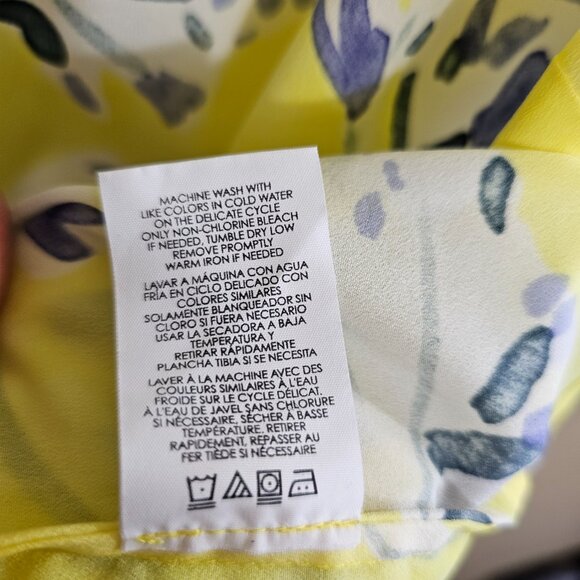 MACHINE WASH WITH
LIKE COLORS IN COLD WATER
ON THE DELICATE CYCLE
ONLY NON-CHLORINE BLEACH
IF NEEDED, TUMBLE DRY LOW
REMOVE PROMPTLY
WARM IRON IF NEEDED
LAVAR A MÁQUINA CON AGUA
FRÍA EN CICLO DELICADO CON
COLORES SIMILARES
SOLAMENTE BLANQUEADOR SIN
CLORO SI FUERA NECESARIO
USAR LA SECADORA A BAJA
TEMPERATURA Y
RETIRAR RÁPIDAMENTE
PLANCHA TIBIA SI SE NECESITA
LAVER À LA MACHINE AVEC DES
COULEURS SIMILAIRES À L'EAU
FROIDE SUR LE CYCLE DÉLICAT.
À L'EAU DE JAVEL SANS CHLORURE
SI NÉCESSAIRE, SÉCHER À BASSE
TEMPÉRATURE. RETIRER
RAPIDEMENT, REPASSER AU
FER TIÈDE SI NÉCESSAIRE